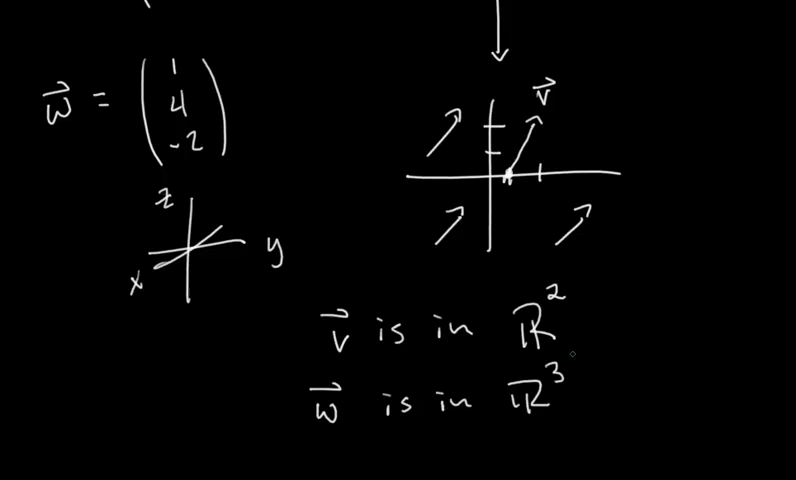 w⃗ = ( 1
4
-2 )
v⃗
z
y
x
v⃗ is in ℝ²
w⃗ is in ℝ³